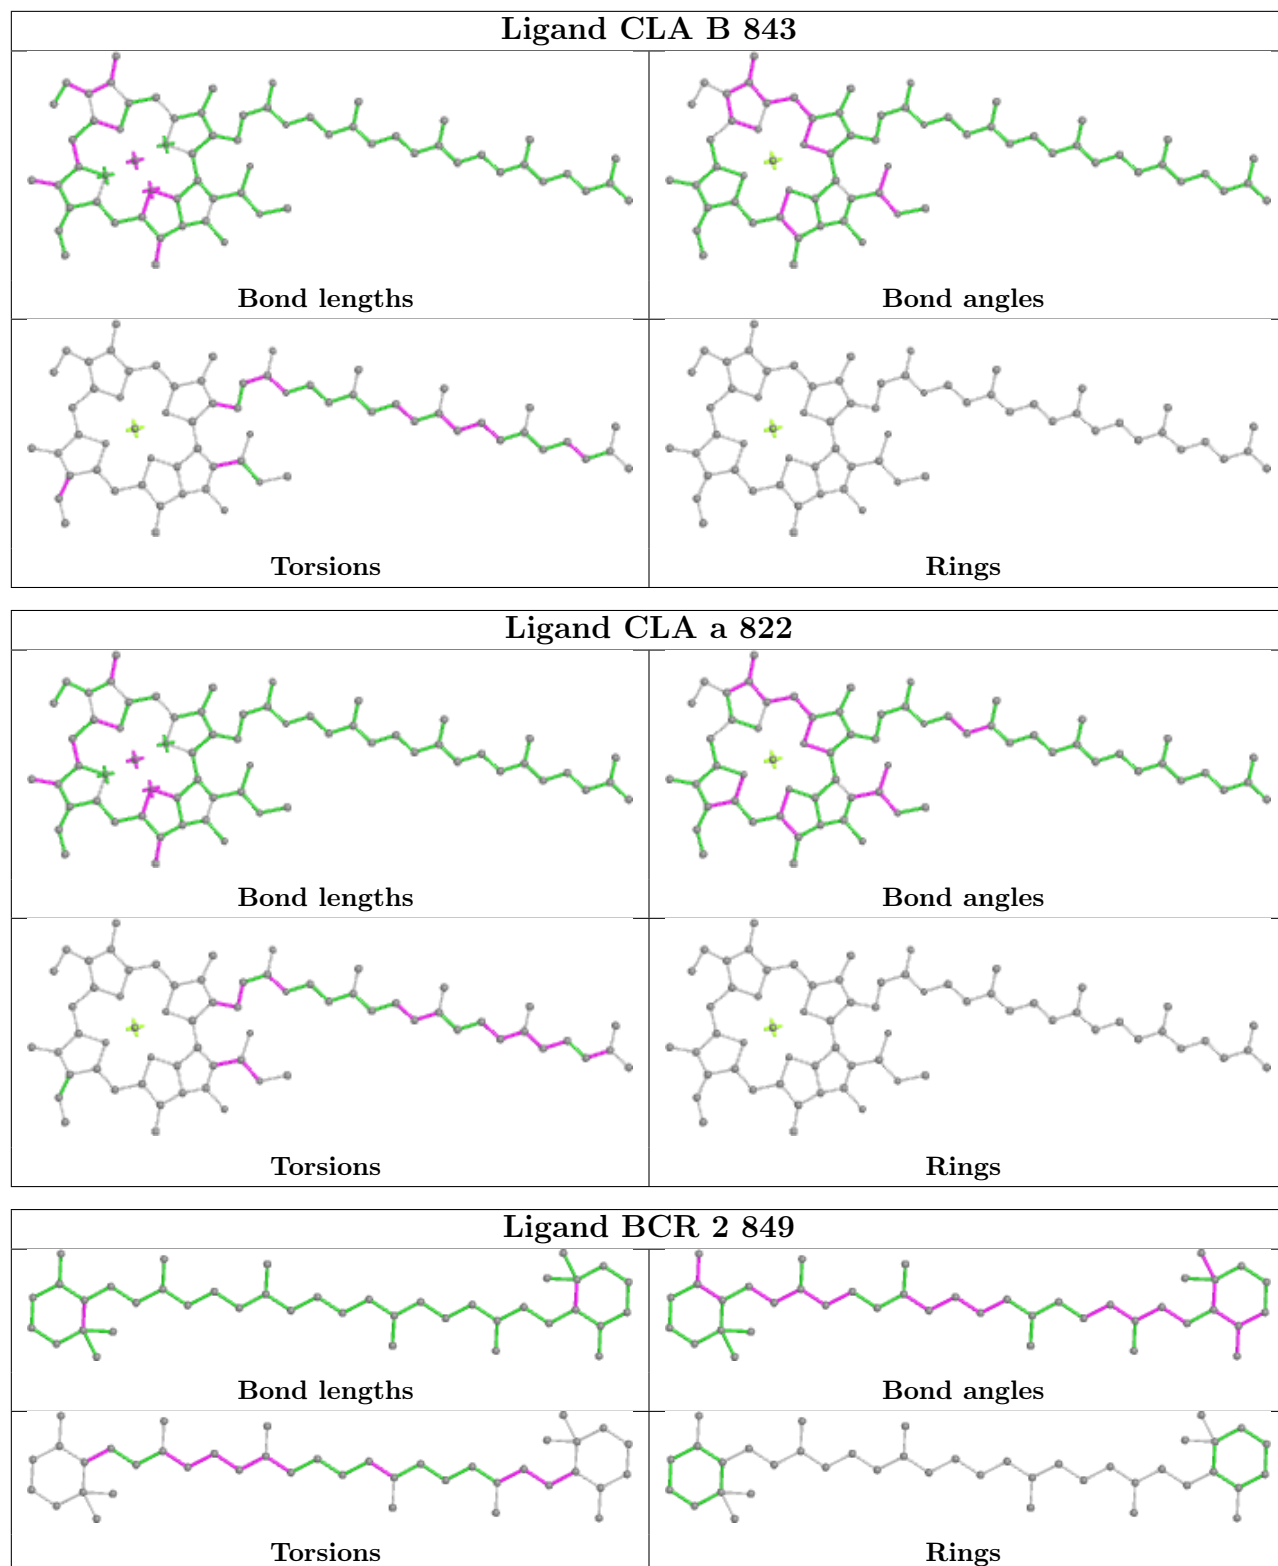 Ligand CLA B 843
Bond lengths
Bond angles
Torsions
Rings
Ligand CLA a 822
Bond lengths
Bond angles
Torsions
Rings
Ligand BCR 2 849
Bond lengths
Bond angles
Torsions
Rings